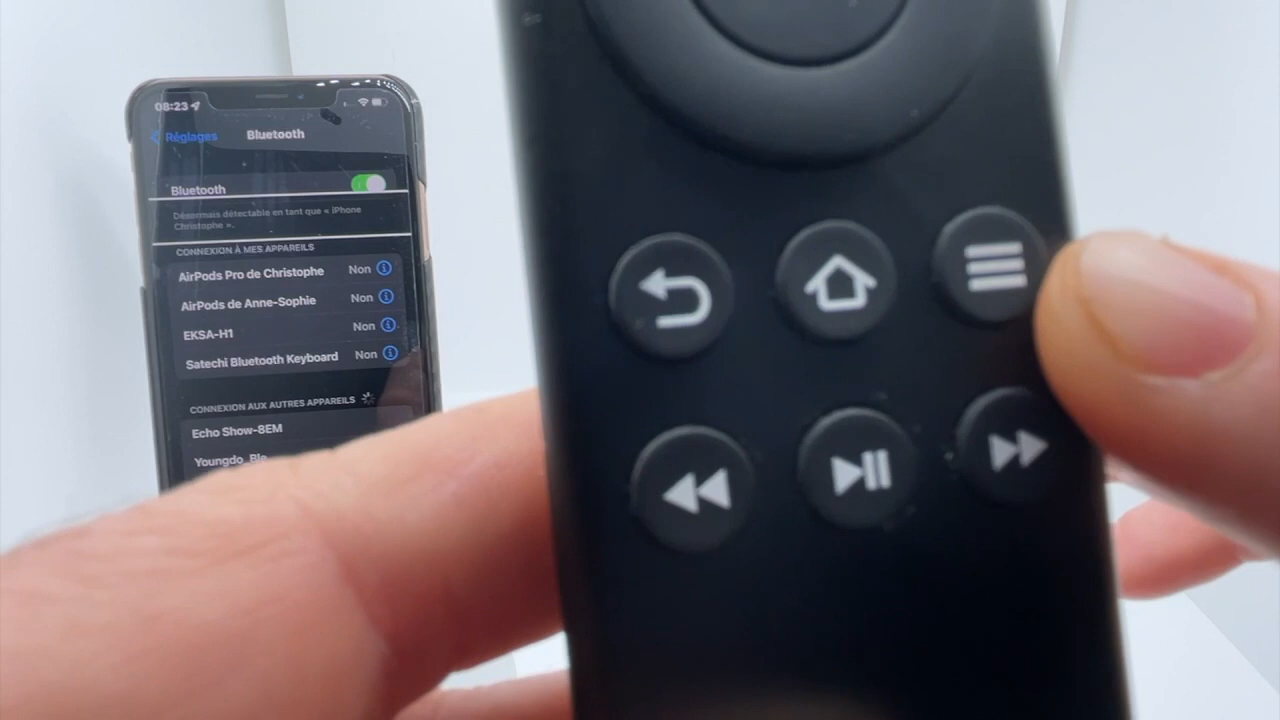 08:23
Réglages
Bluetooth
Bluetooth
Désormais détectable en tant que « iPhone
Christophe ».
CONNEXION À MES APPAREILS
AirPods Pro de Christophe Non
AirPods de Anne-Sophie Non
EKSA-H1 Non
Satechi Bluetooth Keyboard Non
CONNEXION AUX AUTRES APPAREILS
Echo Show-8EM
Youngdo_Ble